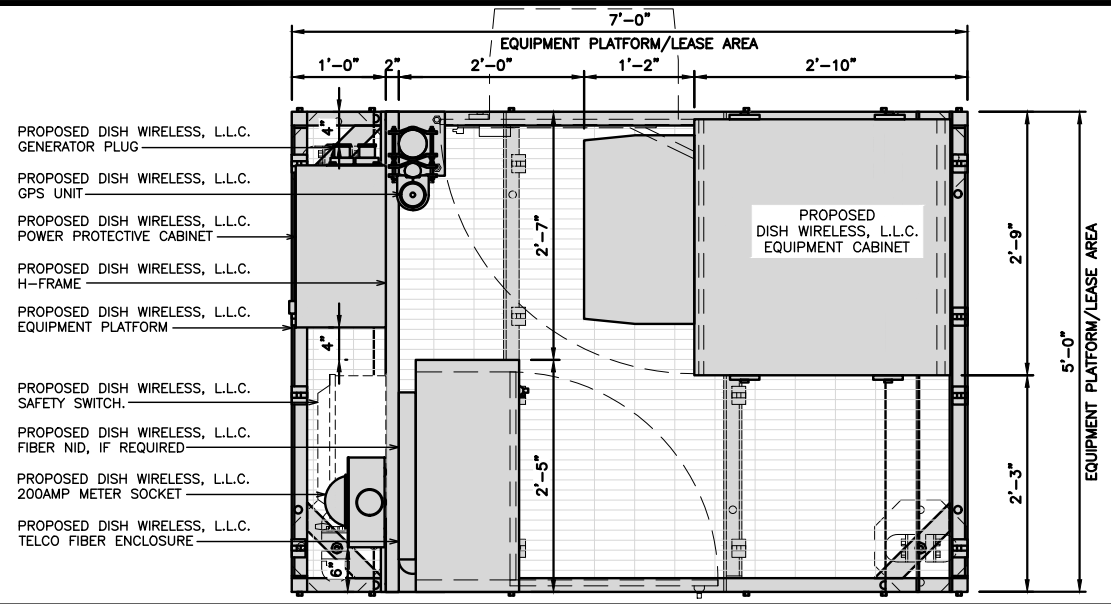 7'-0"
EQUIPMENT PLATFORM/LEASE AREA
1'-0" 2" 2'-0" 1'-2" 2'-10"
PROPOSED DISH WIRELESS, L.L.C.
GENERATOR PLUG
PROPOSED DISH WIRELESS, L.L.C.
GPS UNIT
PROPOSED DISH WIRELESS, L.L.C.
POWER PROTECTIVE CABINET
PROPOSED DISH WIRELESS, L.L.C.
H-FRAME
PROPOSED DISH WIRELESS, L.L.C.
EQUIPMENT PLATFORM
PROPOSED DISH WIRELESS, L.L.C.
SAFETY SWITCH.
PROPOSED DISH WIRELESS, L.L.C.
FIBER NID, IF REQUIRED
PROPOSED DISH WIRELESS, L.L.C.
200AMP METER SOCKET
PROPOSED DISH WIRELESS, L.L.C.
TELCO FIBER ENCLOSURE
4"
4"
6"
2'-7"
2'-5"
PROPOSED
DISH WIRELESS, L.L.C.
EQUIPMENT CABINET
2'-9"
2'-3"
5'-0"
EQUIPMENT PLATFORM/LEASE AREA